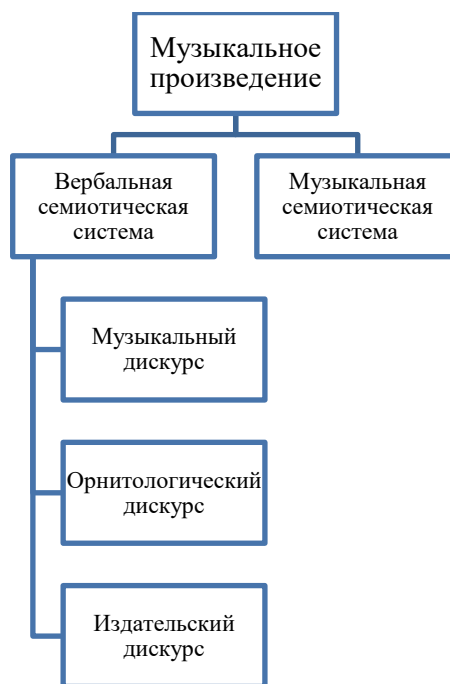 Музыкальное
произведение
Вербальная
семиотическая
система
Музыкальная
семиотическая
система
Музыкальный
дискурс
Орнитологический
дискурс
Издательский
дискурс